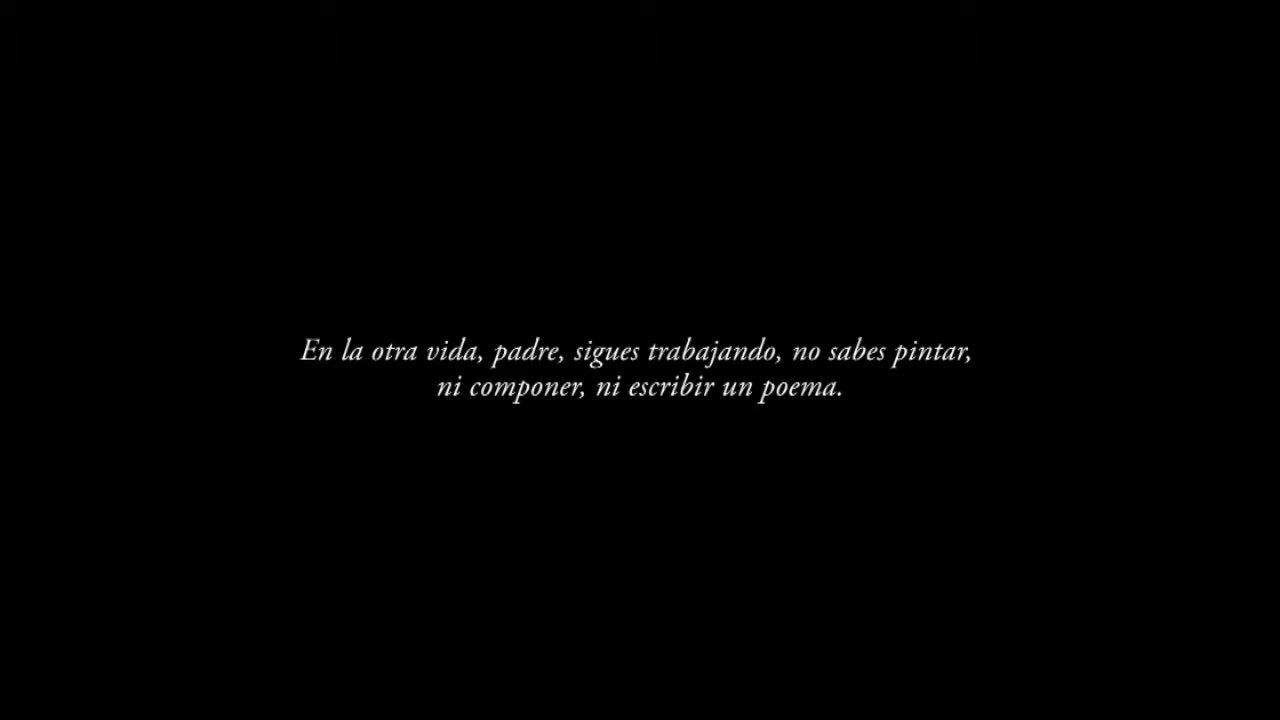 En la otra vida, padre, sigues trabajando, no sabes pintar,
ni componer, ni escribir un poema.